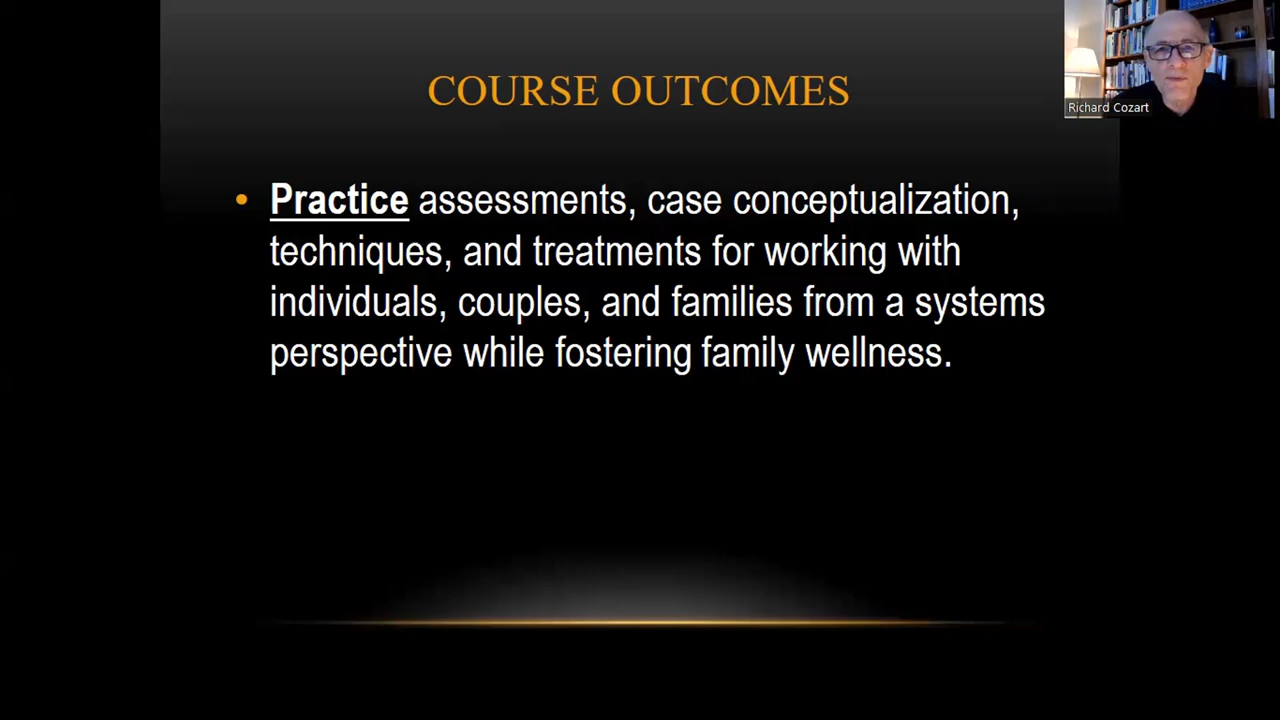 COURSE OUTCOMES
Richard Cozart
• Practice assessments, case conceptualization,
techniques, and treatments for working with
individuals, couples, and families from a systems
perspective while fostering family wellness.